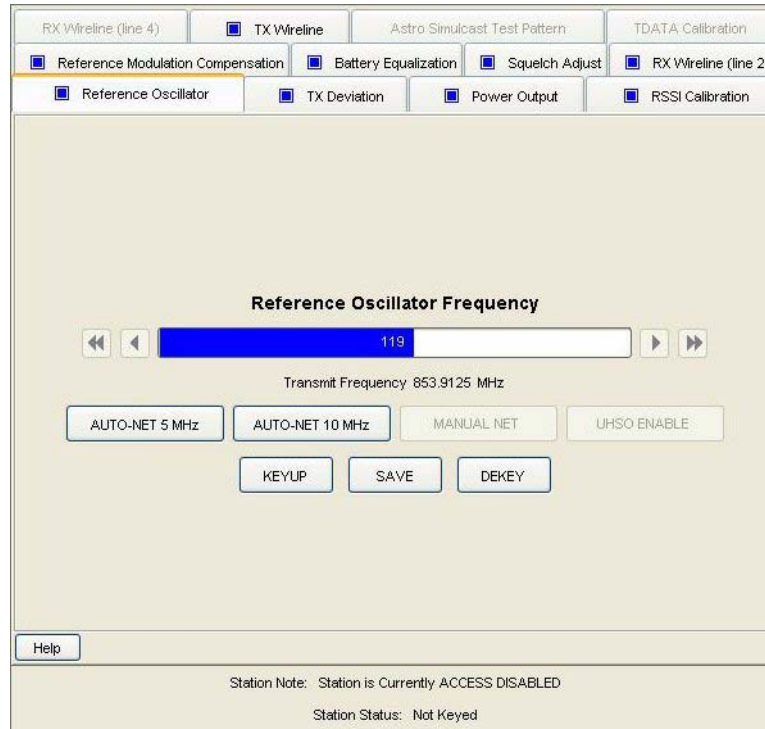 RX Wireline (line 4) TX Wireline Astro Simulcast Test Pattern TDATA Calibration
Reference Modulation Compensation Battery Equalization Squelch Adjust RX Wireline (line 2
Reference Oscillator TX Deviation Power Output RSSI Calibration
Reference Oscillator Frequency
119
Transmit Frequency 853.9125 MHz
AUTO-NET 5 MHz AUTO-NET 10 MHz MANUAL NET UHSO ENABLE
KEYUP SAVE DEKEY
Help
Station Note: Station is Currently ACCESS DISABLED
Station Status: Not Keyed